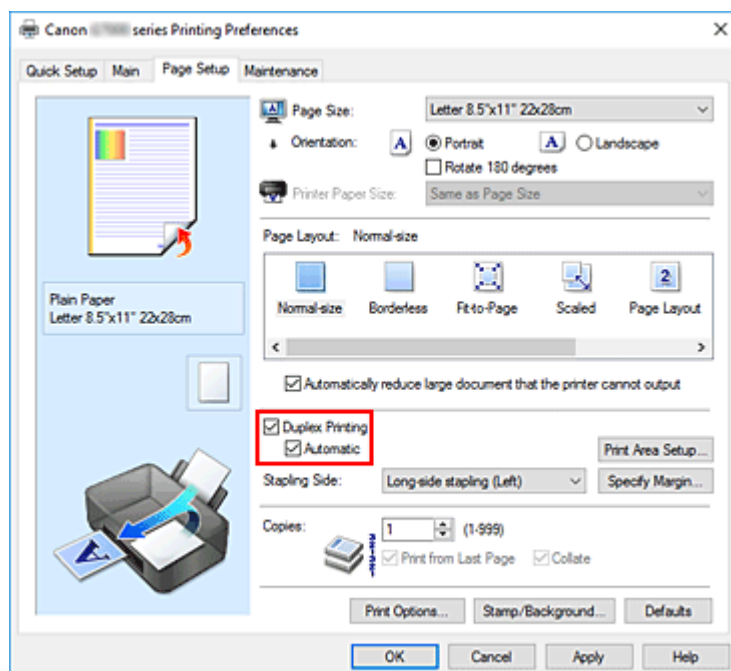 Canon series Printing Preferences
Quick Setup Main Page Setup Maintenance
Page Size: Letter 8.5"x11" 22x28cm
Orientation: A Portrait A Landscape
Rotate 180 degrees
Printer Paper Size: Same as Page Size
Page Layout: Normal-size
2
Normal-size Borderless Fit-to-Page Scaled Page Layout
Automatically reduce large document that the printer cannot output
Plain Paper
Letter 8.5"x11" 22x28cm
Duplex Printing
Automatic
Print Area Setup...
Stapling Side: Long-side stapling (Left) Specify Margin...
Copies: 1 (1-999)
Print from Last Page Collate
A
Print Options... Stamp/Background... Defaults
OK Cancel Apply Help